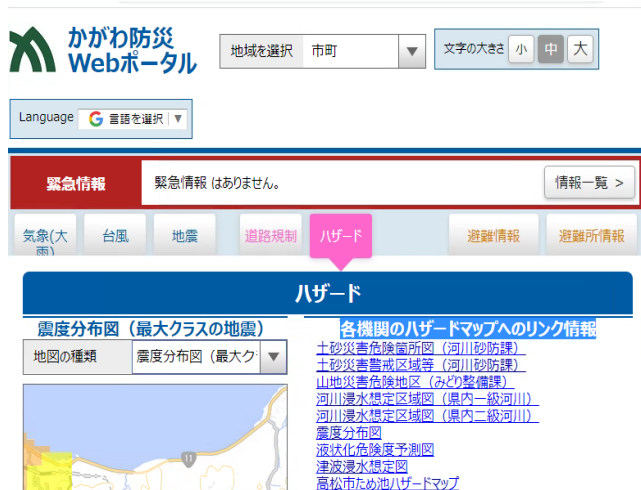 かがわ防災
Webポータル
地域を選択 市町 ▼
文字の大きさ 小 中 大
Language G 言語を選択 ▼
緊急情報 緊急情報 はありません。 情報一覧 >
気象(大雨) 台風 地震 道路規制 ハザード 避難情報 避難所情報
ハザード
震度分布図（最大クラスの地震）
地図の種類 震度分布図（最大ク ▼
11
各機関のハザードマップへのリンク情報
土砂災害危険箇所図（河川砂防課）
土砂災害警戒区域等（河川砂防課）
山地災害危険地区（みどり整備課）
河川浸水想定区域図（県内一級河川）
河川浸水想定区域図（県内二級河川）
震度分布図
液状化危険度予測図
津波浸水想定図
高松市ため池ハザードマップ